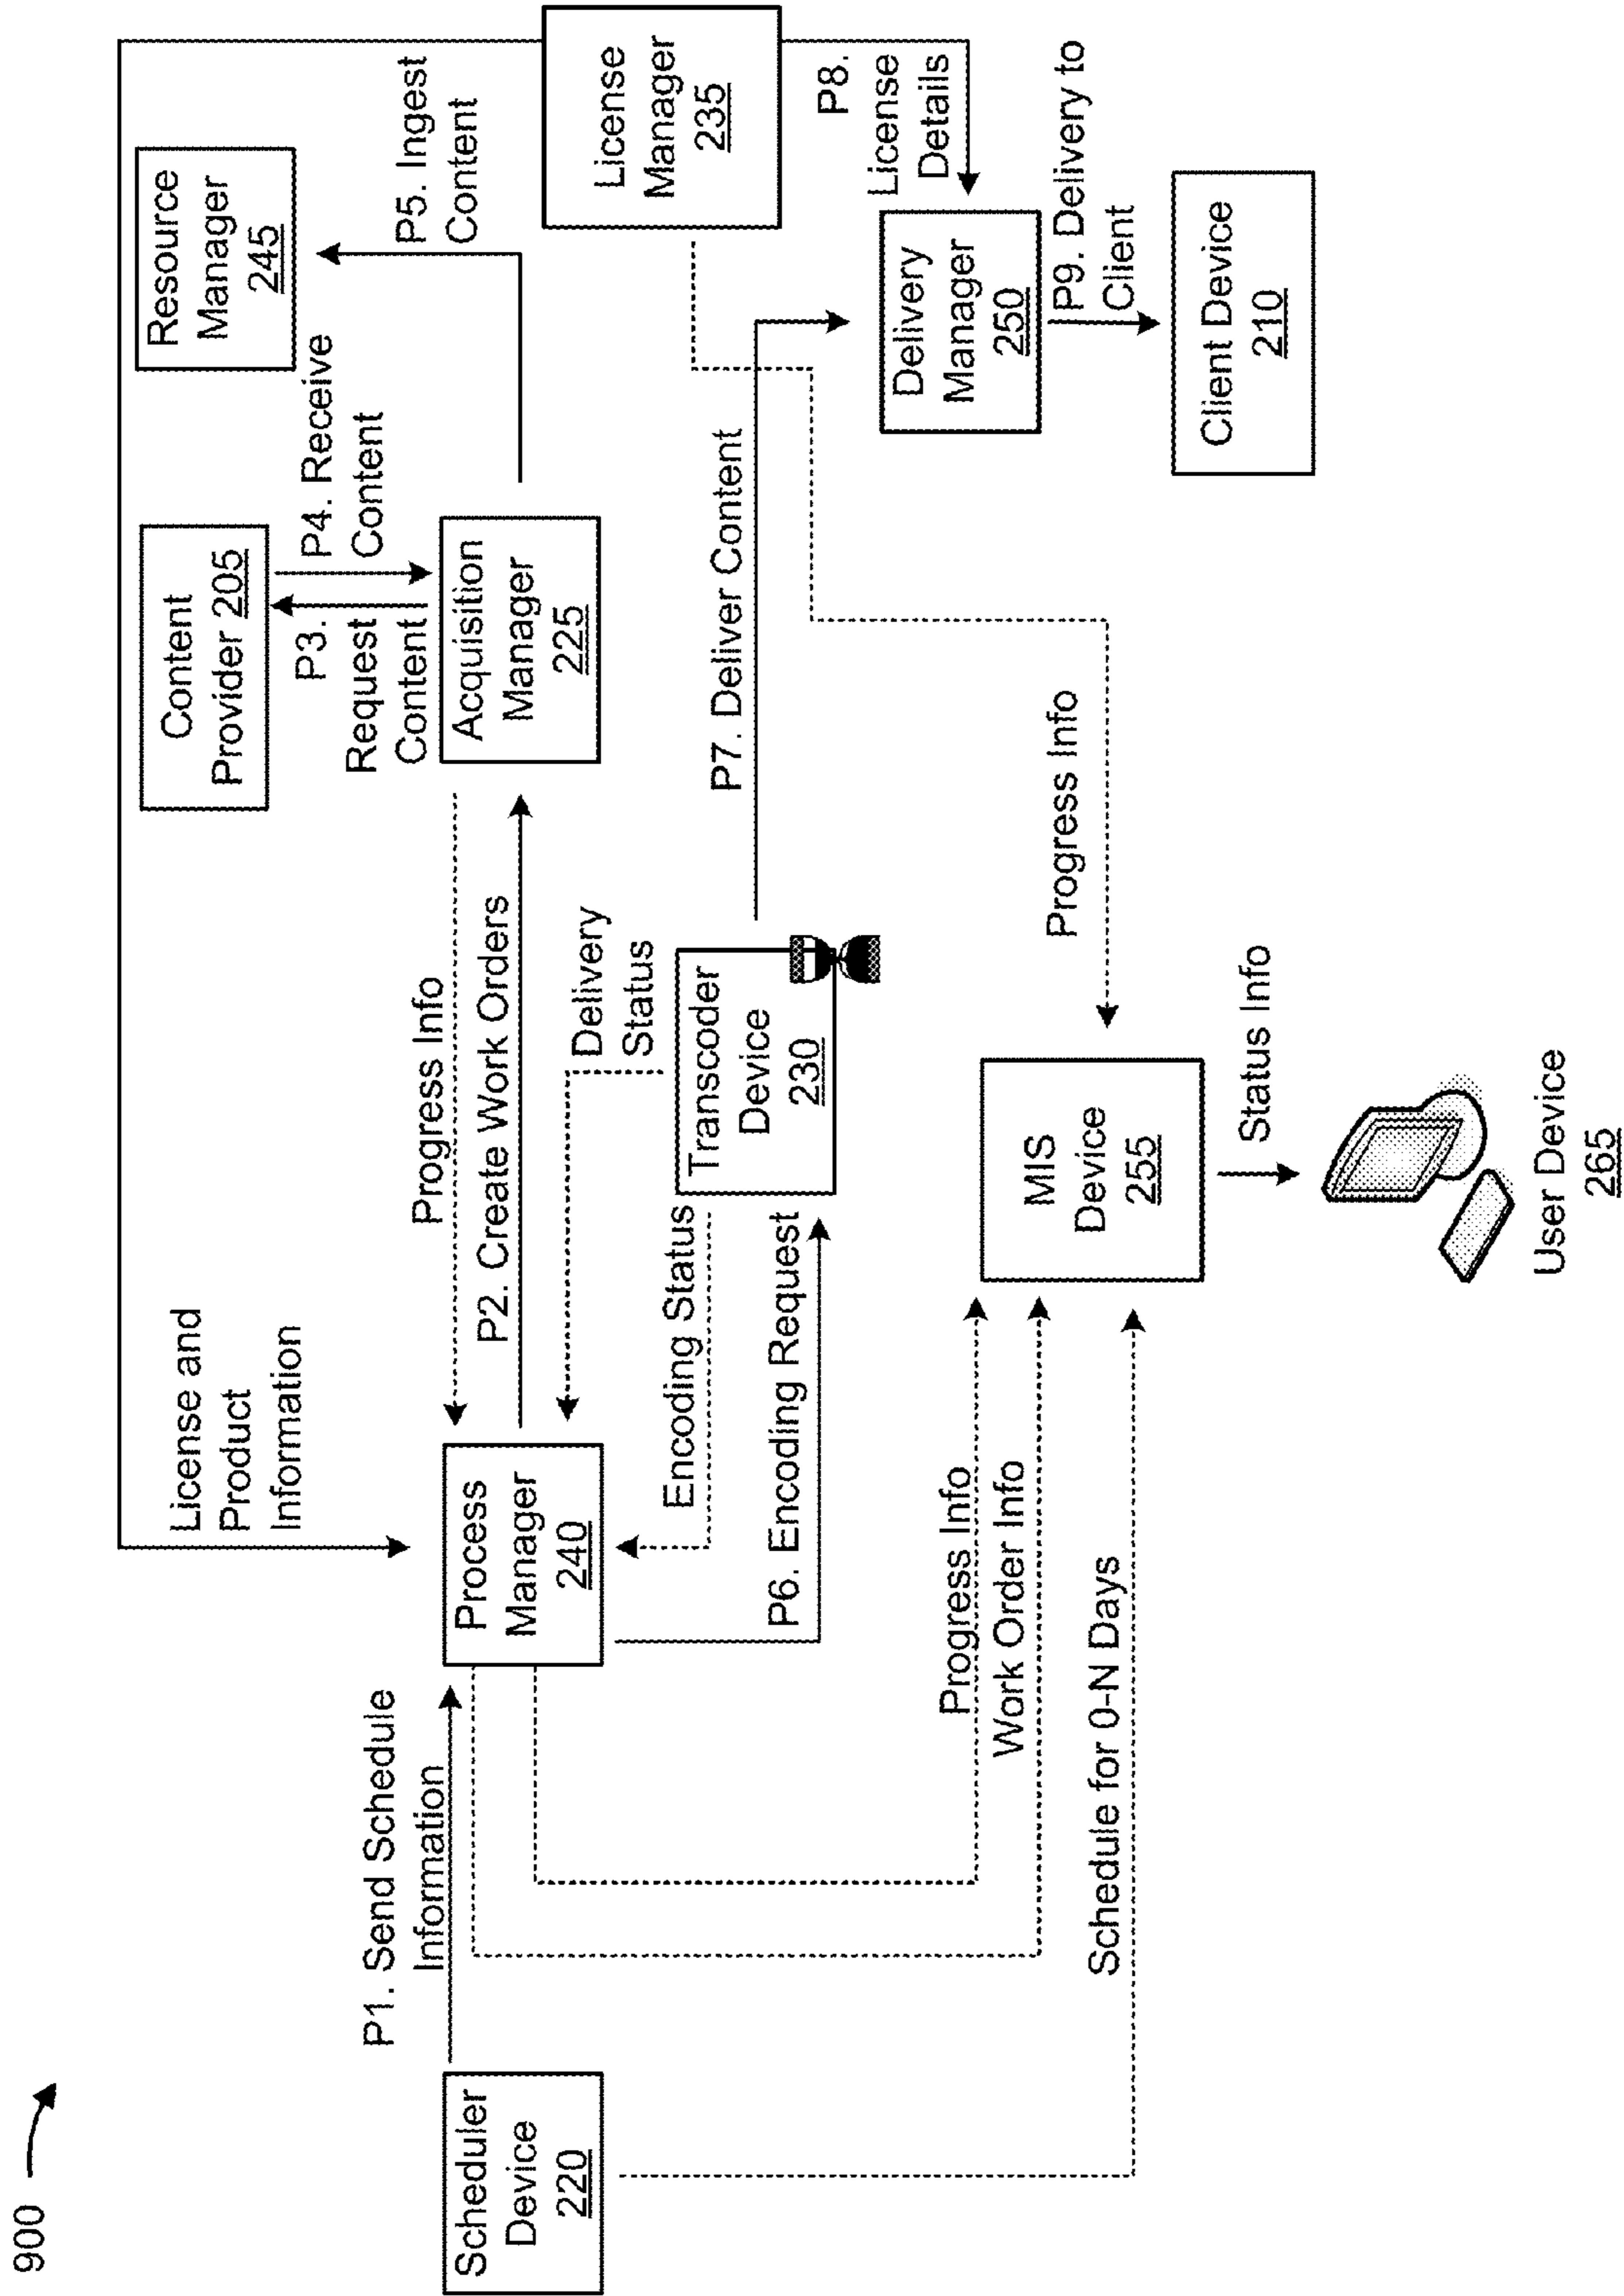 900
License and
Product
Information
Content
Provider 205
Resource
Manager
245
P3.
Request
Content
P4. Receive
Content
P5. Ingest
Content
P1. Send Schedule
Information
Progress Info
P2. Create Work Orders
Scheduler
Device
220
Process
Manager
240
Acquisition
Manager
225
License
Manager
235
Delivery
Status
Encoding Status
Transcoder
Device
230
P6. Encoding Request
P7. Deliver Content
P8.
License
Details
Delivery
Manager
250
P9. Delivery to
Client
Client Device
210
Progress Info
Work Order Info
Schedule for 0-N Days
MIS
Device
255
Progress Info
Status Info
User Device
265